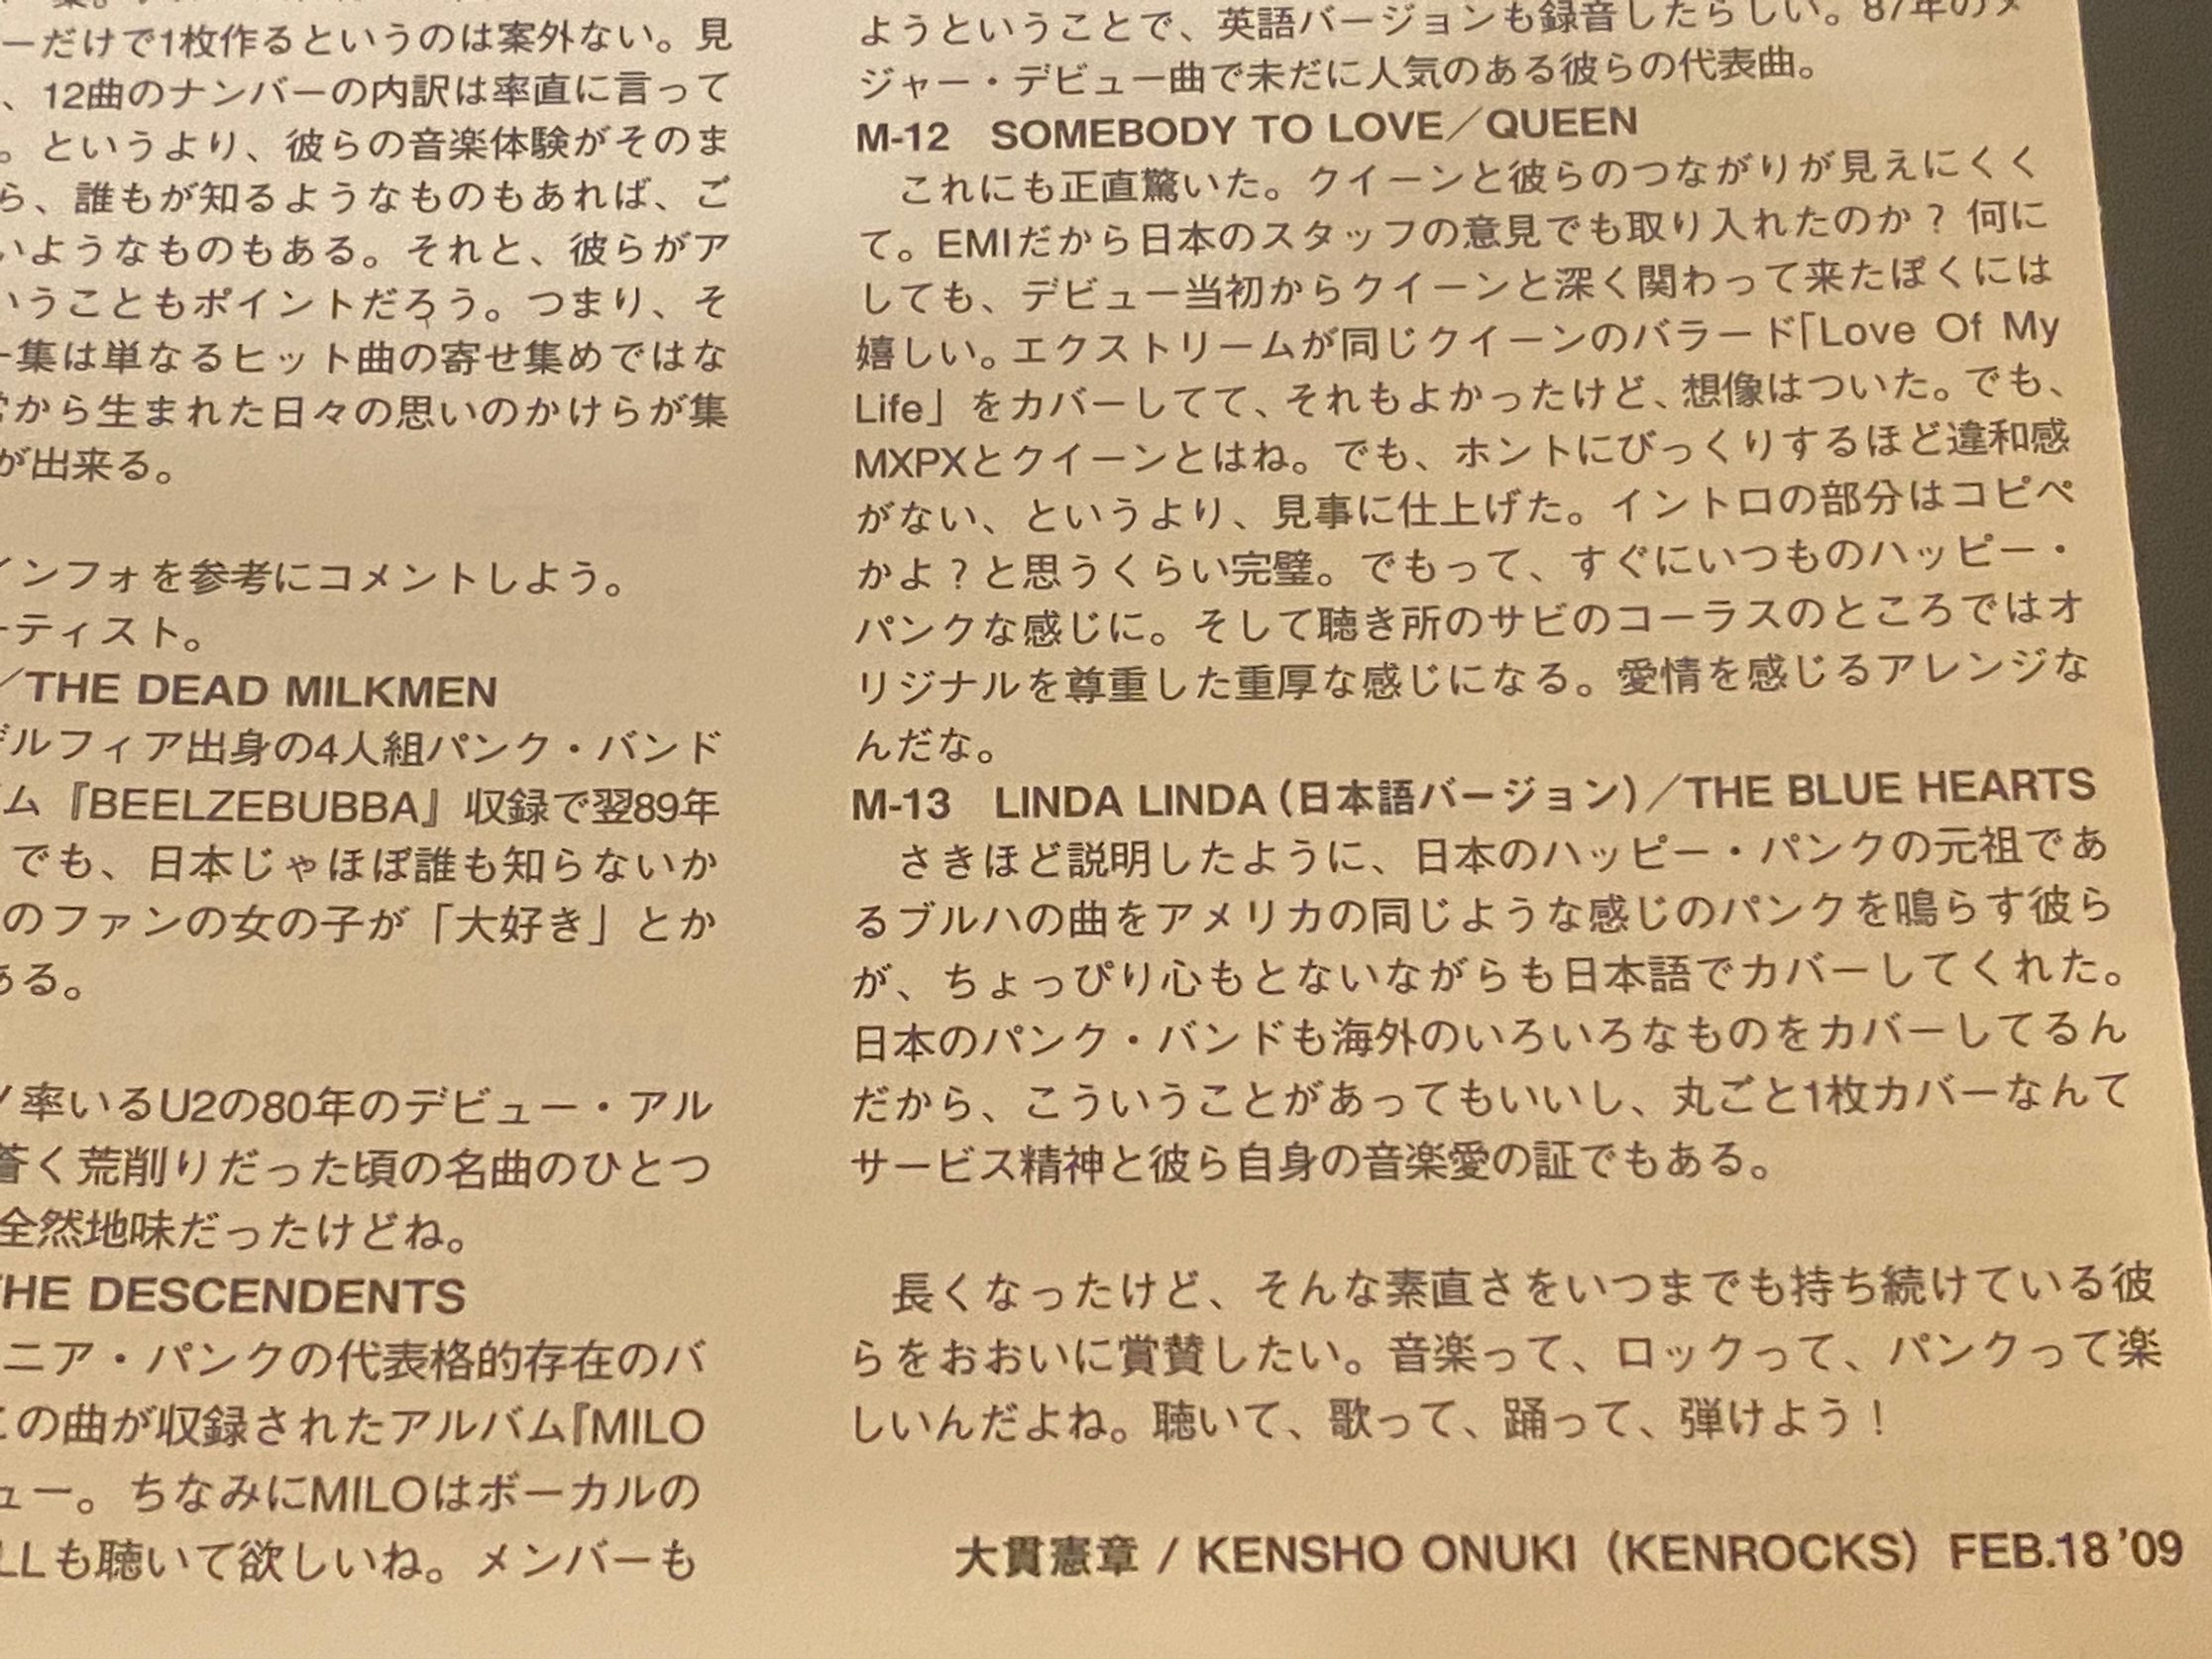 ーだけで1枚作るというのは案外ない。見
、12曲のナンバーの内訳は率直に言って
。というより、彼らの音楽体験がそのま
ら、誰もが知るようなものもあれば、ご
いようなものもある。それと、彼らがア
いうこともポイントだろう。つまり、そ
ー集は単なるヒット曲の寄せ集めではな
から生まれた日々の思いのかけらが集
が出来る。
インフォを参考にコメントしよう。
ーティスト。
／THE DEAD MILKMEN
デルフィア出身の4人組パンク・バンド
ム『BEELZEBUBBA』収録で翌89年
でも、日本じゃほぼ誰も知らないか
のファンの女の子が「大好き」とか
ある。
ノ率いるU2の80年のデビュー・アル
蒼く荒削りだった頃の名曲のひとつ
全然地味だったけどね。
THE DESCENDENTS
ニア・パンクの代表格的存在のバ
この曲が収録されたアルバム『MILO
ュー。ちなみにMILOはボーカルの
LLも聴いて欲しいね。メンバーも
ようということで、英語バージョンも録音したらしい。87年のメ
ジャー・デビュー曲で未だに人気のある彼らの代表曲。
M-12　SOMEBODY TO LOVE／QUEEN
これにも正直驚いた。クイーンと彼らのつながりが見えにくく
て。EMIだから日本のスタッフの意見でも取り入れたのか？何に
しても、デビュー当初からクイーンと深く関わって来たぼくには
嬉しい。エクストリームが同じクイーンのバラード「Love Of My
Life」をカバーしてて、それもよかったけど、想像はついた。でも、
MXPXとクイーンとはね。でも、ホントにびっくりするほど違和感
がない、というより、見事に仕上げた。イントロの部分はコピペ
かよ？と思うくらい完璧。でもって、すぐにいつものハッピー・
パンクな感じに。そして聴き所のサビのコーラスのところではオ
リジナルを尊重した重厚な感じになる。愛情を感じるアレンジな
んだな。
M-13　LINDA LINDA（日本語バージョン）／THE BLUE HEARTS
さきほど説明したように、日本のハッピー・パンクの元祖であ
るブルハの曲をアメリカの同じような感じのパンクを鳴らす彼ら
が、ちょっぴり心もとないながらも日本語でカバーしてくれた。
日本のパンク・バンドも海外のいろいろなものをカバーしてるん
だから、こういうことがあってもいいし、丸ごと1枚カバーなんて
サービス精神と彼ら自身の音楽愛の証でもある。
長くなったけど、そんな素直さをいつまでも持ち続けている彼
らをおおいに賞賛したい。音楽って、ロックって、パンクって楽
しいんだよね。聴いて、歌って、踊って、弾けよう！
大貫憲章 / KENSHO ONUKI（KENROCKS）FEB.18 '09